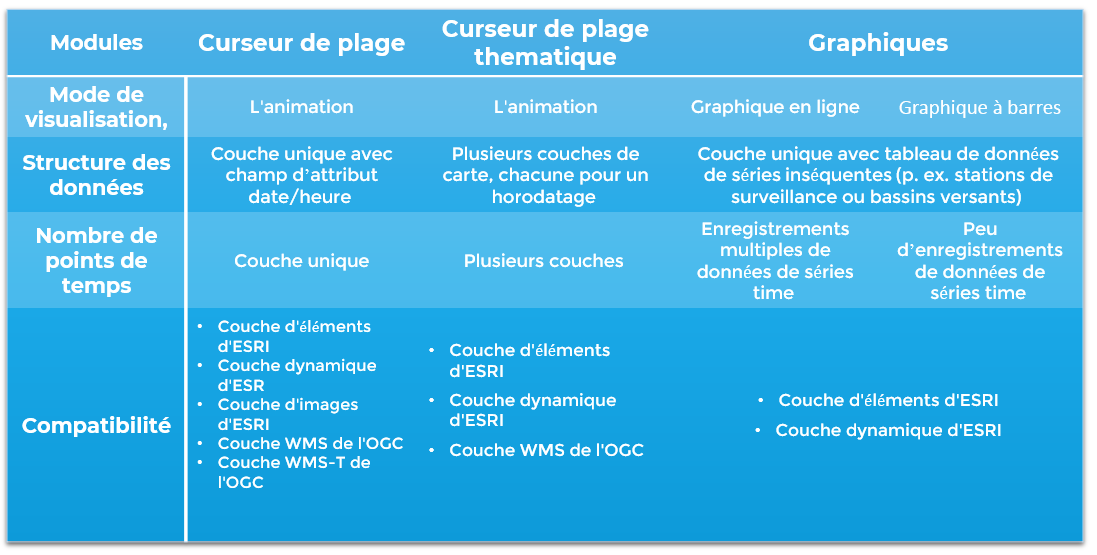 Modules
Curseur de plage
Curseur de plage
thematique
Graphiques
Mode de
visualisation,
L'animation
L'animation
Graphique en ligne
Graphique à barres
Structure des
données
Couche unique avec
champ d'attribut
date/heure
Plusieurs couches de
carte, chacune pour un
horodatage
Couche unique avec tableau de données
de séries inséquentes (p. ex. stations de
surveillance ou bassins versants)
Nombre de
points de
temps
Couche unique
Plusieurs couches
Enregistrements
multiples de
données de séries
time
Peu
d'enregistrements
de données de
séries time
Compatibilité
• Couche d'éléments
d'ESRI
• Couche dynamique
d'ESR
• Couche d'images
d'ESRI
• Couche WMS de l'OGC
• Couche WMS-T de
l'OGC
• Couche d'éléments
d'ESRI
• Couche dynamique
d'ESRI
• Couche WMS de l'OGC
• Couche d'éléments d'ESRI
• Couche dynamique d'ESRI